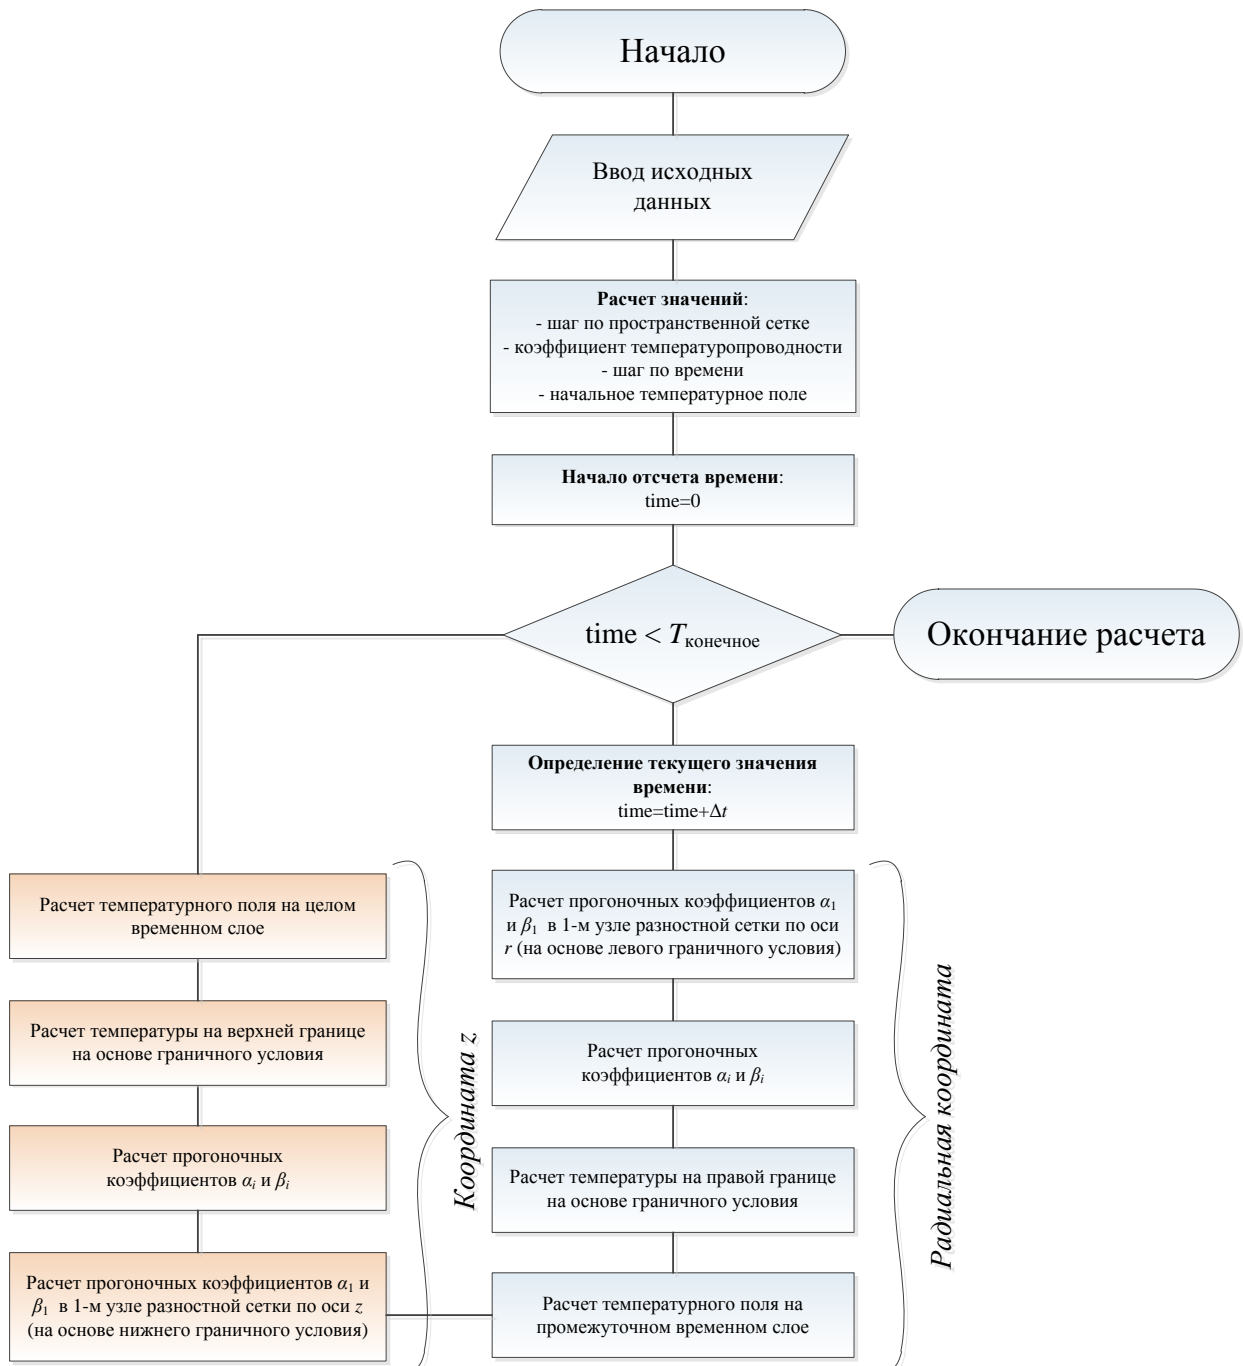 Начало
Ввод исходных
данных
Расчет значений:
- шаг по пространственной сетке
- коэффициент температуропроводности
- шаг по времени
- начальное температурное поле
Начало отсчета времени:
time=0
time < Tконечное
Окончание расчета
Определение текущего значения
времени:
time=time+Δt
Расчет прогоночных коэффициентов α1
и β1 в 1-м узле разностной сетки по оси
r (на основе левого граничного условия)
Расчет прогоночных
коэффициентов αi и βi
Расчет температуры на правой границе
на основе граничного условия
Расчет температурного поля на
промежуточном временном слое
Радиальная координата
Расчет температурного поля на целом
временном слое
Расчет температуры на верхней границе
на основе граничного условия
Расчет прогоночных
коэффициентов αi и βi
Расчет прогоночных коэффициентов α1 и
β1 в 1-м узле разностной сетки по оси z
(на основе нижнего граничного условия)
Координата z